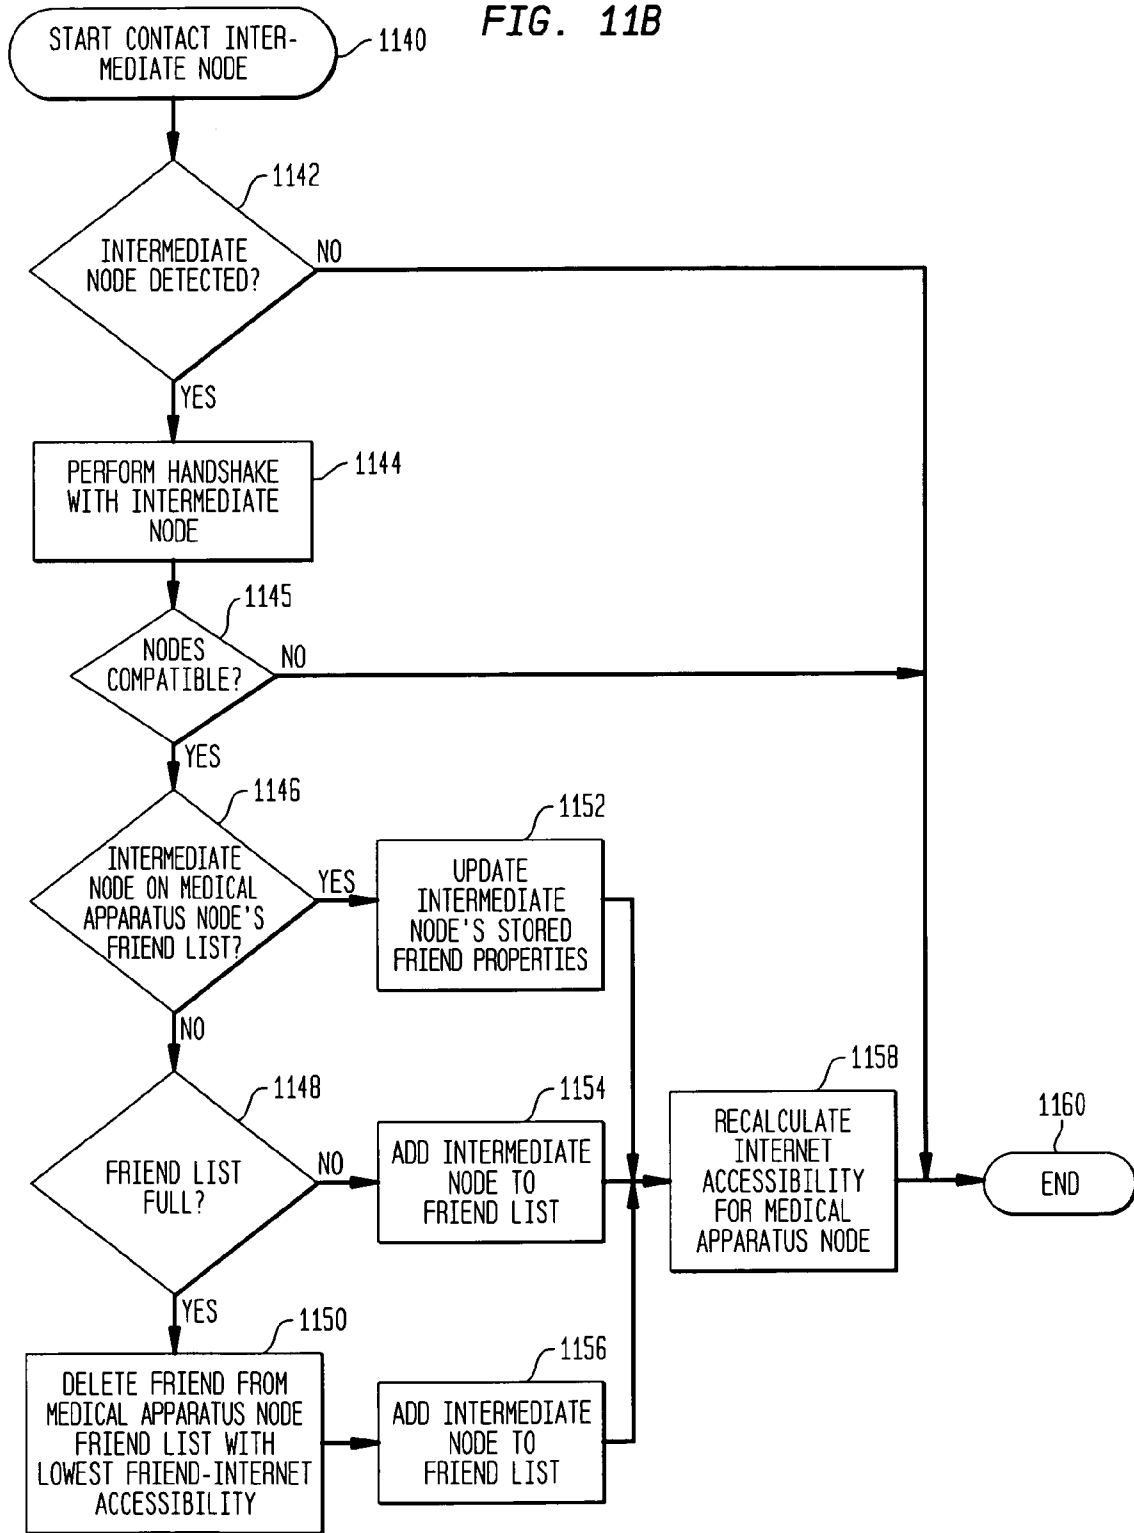 FIG. 11B
START CONTACT INTER-
MEDIATE NODE
1140
1142
INTERMEDIATE
NODE DETECTED?
NO
YES
PERFORM HANDSHAKE
WITH INTERMEDIATE
NODE
1144
1145
NODES
COMPATIBLE?
NO
YES
1146
INTERMEDIATE
NODE ON MEDICAL
APPARATUS NODE'S
FRIEND LIST?
YES
NO
1152
UPDATE
INTERMEDIATE
NODE'S STORED
FRIEND PROPERTIES
1148
FRIEND LIST
FULL?
NO
YES
1154
ADD INTERMEDIATE
NODE TO
FRIEND LIST
1158
RECALCULATE
INTERNET
ACCESSIBILITY
FOR MEDICAL
APPARATUS NODE
1160
END
1150
DELETE FRIEND FROM
MEDICAL APPARATUS NODE
FRIEND LIST WITH
LOWEST FRIEND-INTERNET
ACCESSIBILITY
1156
ADD INTERMEDIATE
NODE TO
FRIEND LIST